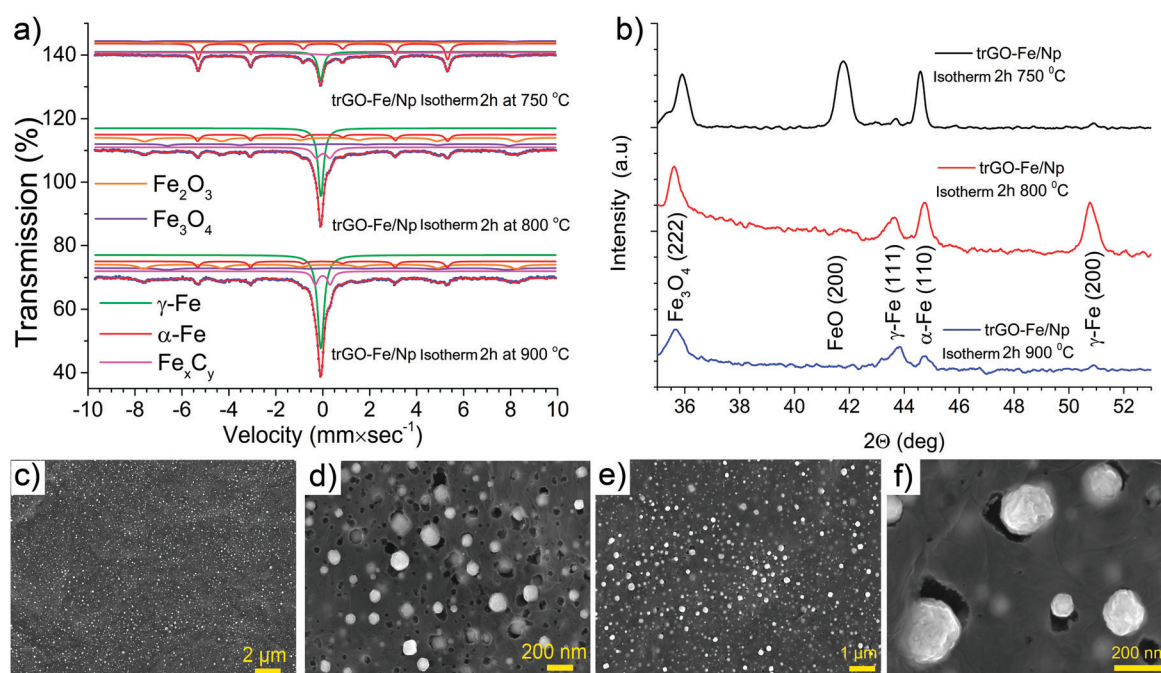 a)
Transmission (%)
140
120
100
80
60
40
trGO-Fe/Np Isotherm 2h at 750 °C
Fe₂O₃
Fe₃O₄
trGO-Fe/Np Isotherm 2h at 800 °C
γ-Fe
α-Fe
FeₓCᵧ
trGO-Fe/Np Isotherm 2h at 900 °C
-10 -8 -6 -4 -2 0 2 4 6 8 10
Velocity (mm×sec⁻¹)
b)
Intensity (a.u)
trGO-Fe/Np
Isotherm 2h 750 ⁰C
trGO-Fe/Np
Isotherm 2h 800 ⁰C
Fe₃O₄ (222)
FeO (200)
γ-Fe (111)
α-Fe (110)
γ-Fe (200)
trGO-Fe/Np
Isotherm 2h 900 ⁰C
36 38 40 42 44 46 48 50 52
2Θ (deg)
c)
2 µm
d)
200 nm
e)
1 µm
f)
200 nm